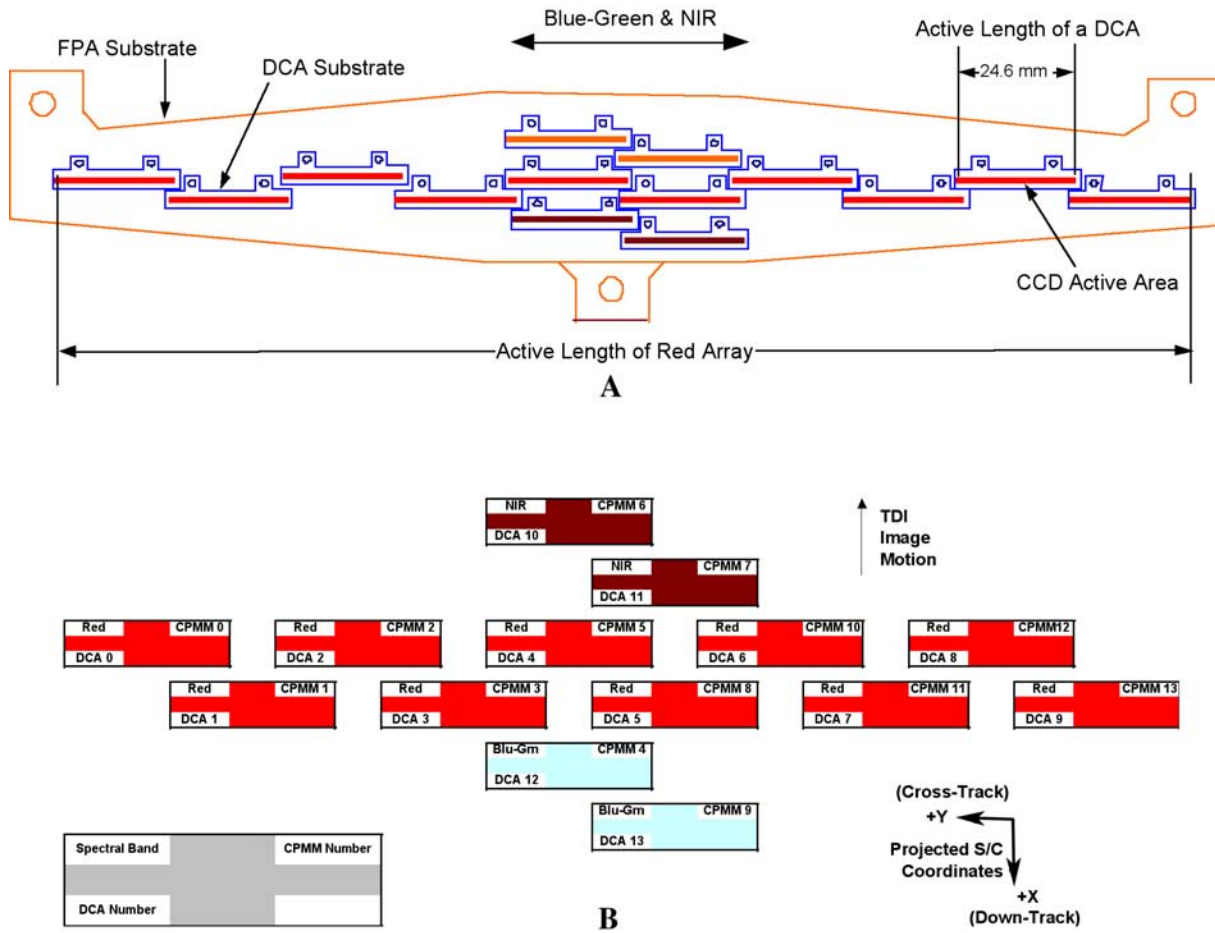 Blue-Green & NIR
Active Length of a DCA
FPA Substrate
DCA Substrate
24.6 mm
CCD Active Area
Active Length of Red Array
A
NIR CPMM 6
DCA 10
TDI
Image
Motion
NIR CPMM 7
DCA 11
Red CPMM 0
DCA 0
Red CPMM 2
DCA 2
Red CPMM 5
DCA 4
Red CPMM 10
DCA 6
Red CPMM12
DCA 8
Red CPMM 1
DCA 1
Red CPMM 3
DCA 3
Red CPMM 8
DCA 5
Red CPMM 11
DCA 7
Red CPMM 13
DCA 9
Blu-Grn CPMM 4
DCA 12
Blu-Grn CPMM 9
DCA 13
(Cross-Track)
+Y
Projected S/C
Coordinates
+X
(Down-Track)
Spectral Band CPMM Number
DCA Number
B